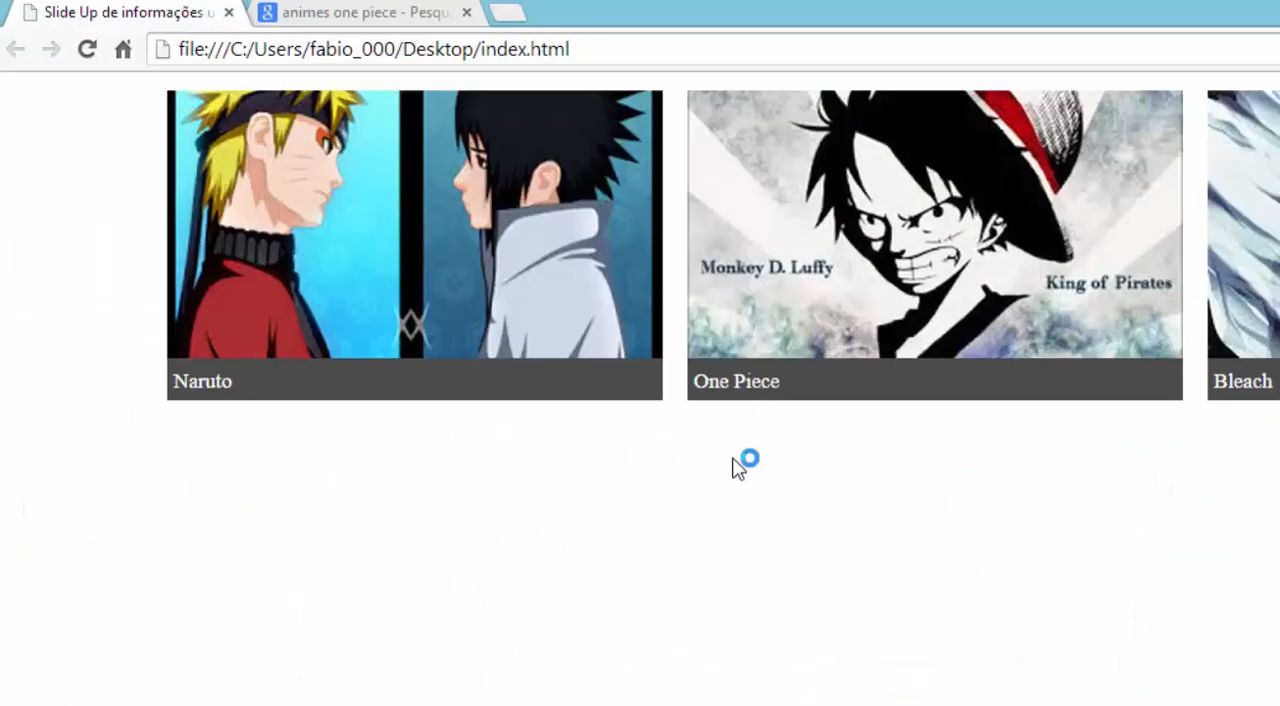 Slide Up de informações u
animes one piece - Pesqu
file:///C:/Users/fabio_000/Desktop/index.html
Monkey D. Luffy
King of Pirates
Naruto
One Piece
Bleach